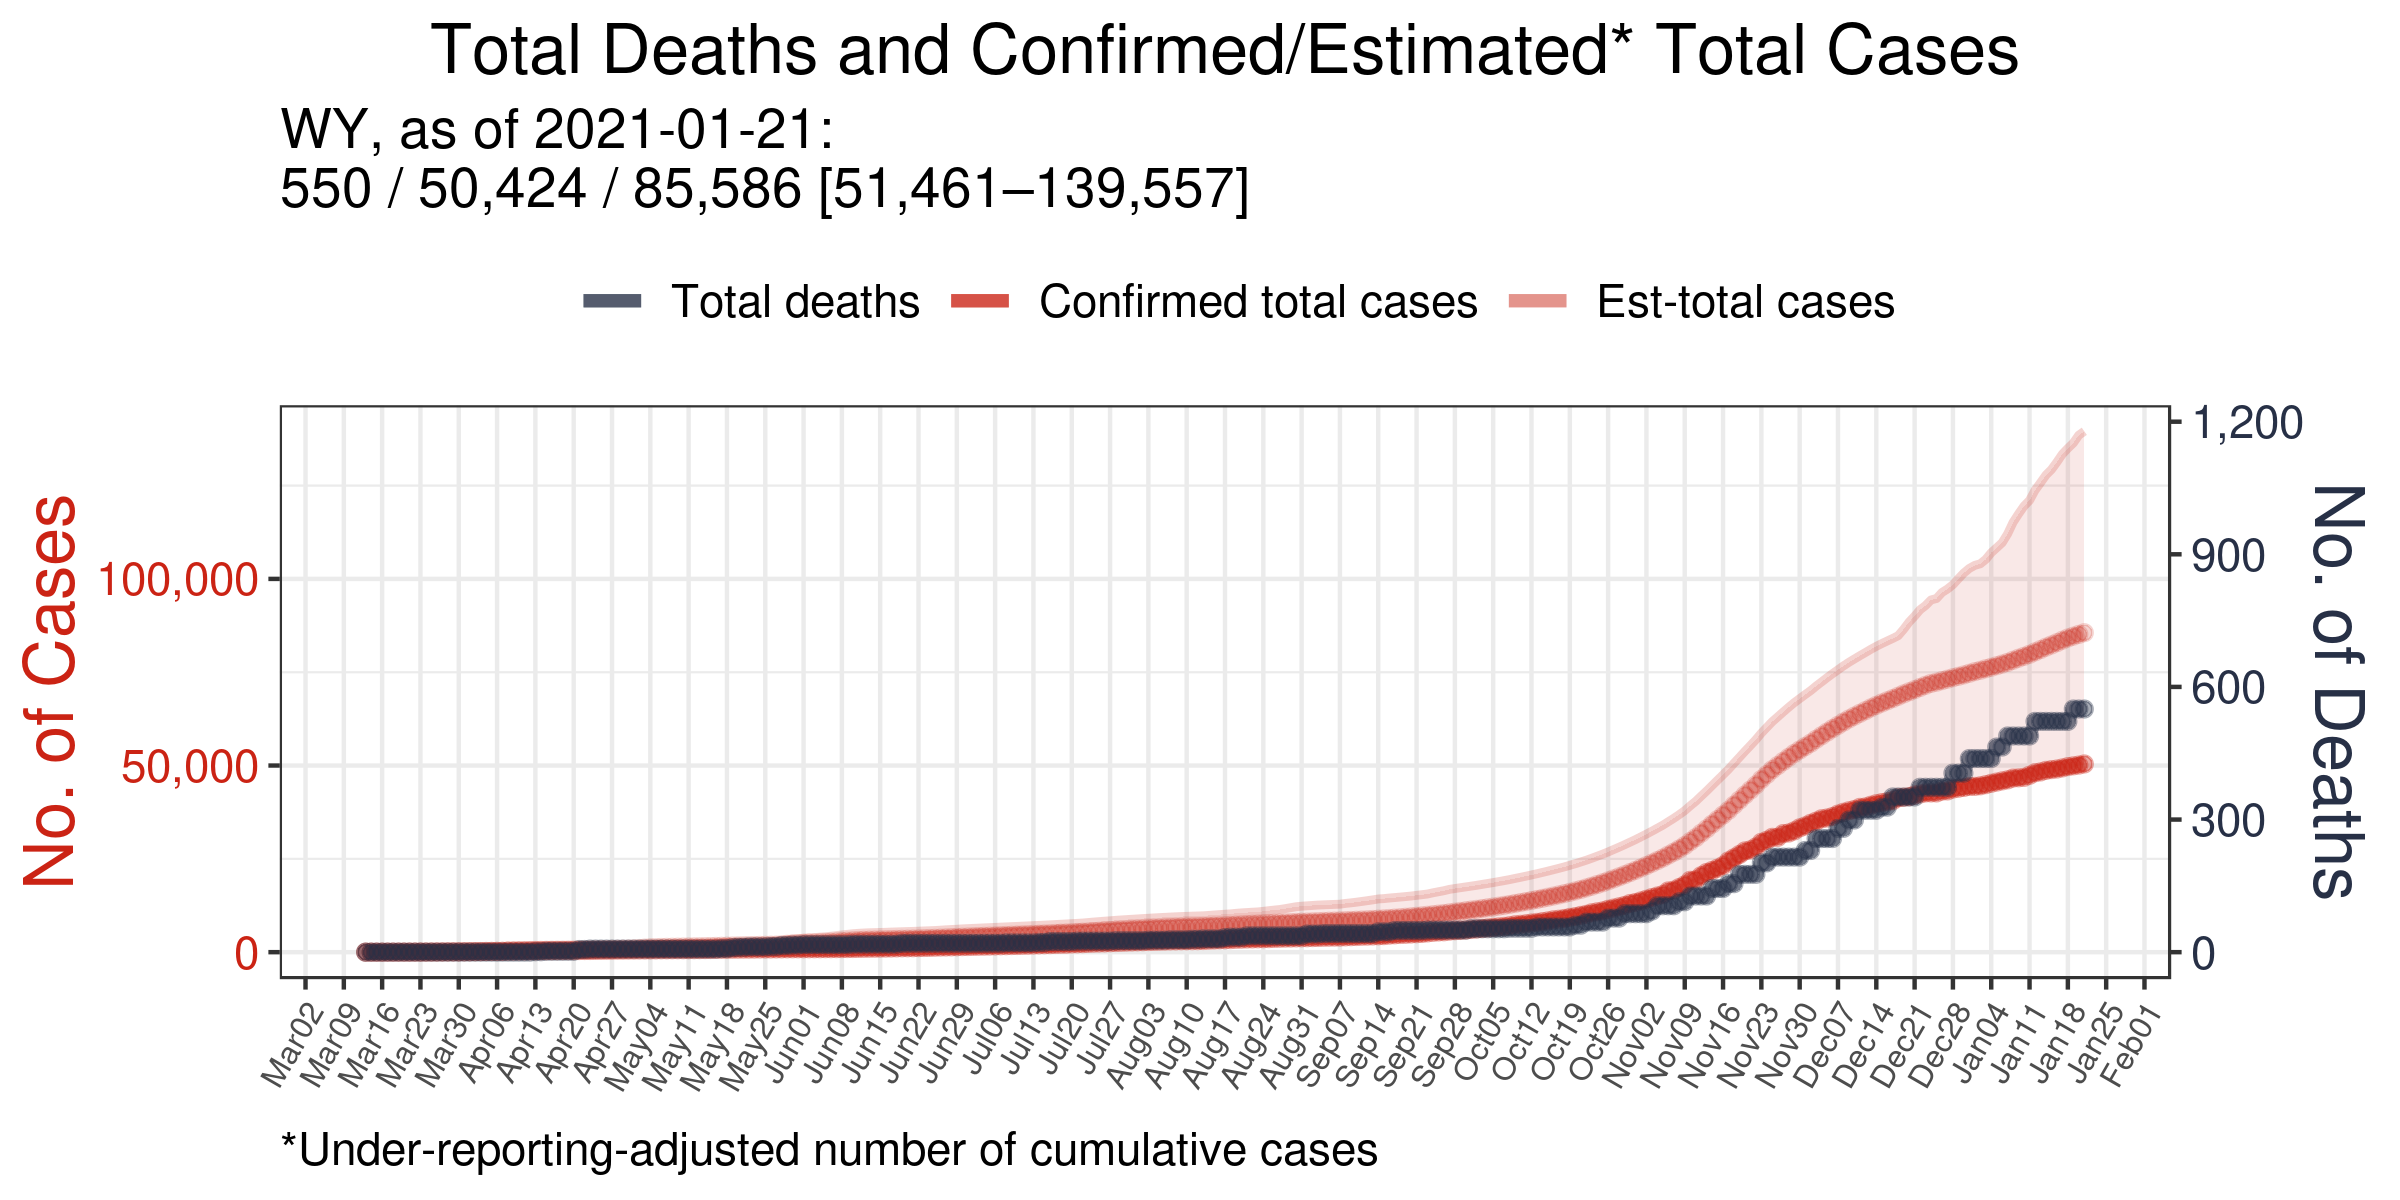 Total Deaths and Confirmed/Estimated* Total Cases
WY, as of 2021-01-21:
550 / 50,424 / 85,586 [51,461–139,557]
Total deaths
Confirmed total cases
Est-total cases
No. of Cases
100,000
50,000
0
1,200
900
600
300
0
No. of Deaths
Mar02
Mar09
Mar16
Mar23
Mar30
Apr06
Apr13
Apr20
Apr27
May04
May11
May18
May25
Jun01
Jun08
Jun15
Jun22
Jun29
Jul06
Jul13
Jul20
Jul27
Aug03
Aug10
Aug17
Aug24
Aug31
Sep07
Sep14
Sep21
Sep28
Oct05
Oct12
Oct19
Oct26
Nov02
Nov09
Nov16
Nov23
Nov30
Dec07
Dec14
Dec21
Dec28
Jan04
Jan11
Jan18
Jan25
Feb01
*Under-reporting-adjusted number of cumulative cases